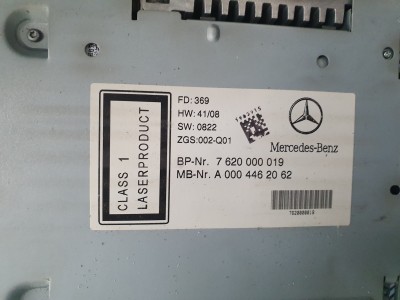 CLASS 1
LASERPRODUCT
FD: 369
HW: 41/08
SW: 0822
ZGS: 002-Q01
Mercedes-Benz
BP-Nr. 7 620 000 019
MB-Nr. A 000 446 20 62
7620000019